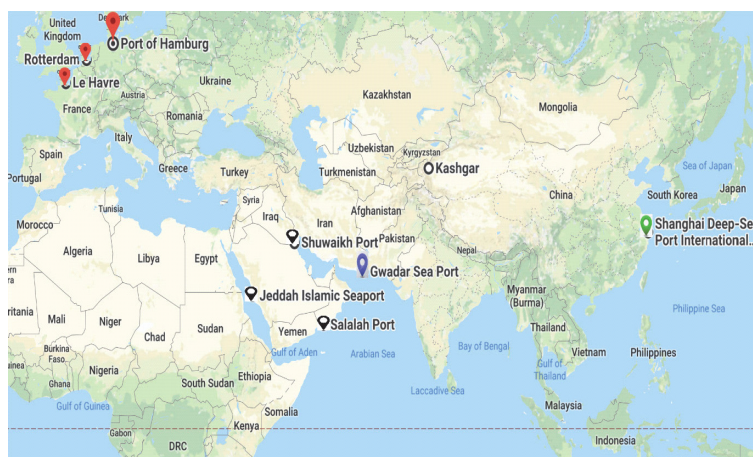 United
Kingdom
Port of Hamburg
Rotterdam
Le Havre
Ukraine
Austria
France
Kazakhstan
Mongolia
Romania
Italy
Uzbekistan
Kyrgyzstan
Kashgar
Sea of Japan
Spain
Greece
Turkey
Turkmenistan
Portugal
South Korea
Japan
China
Tunisia
Syria
Iraq
Iran
Afghanistan
Shanghai Deep-Se
Port International...
Morocco
Shuwaikh Port
Pakistan
Nepal
Algeria
Libya
Egypt
Gwadar Sea Port
Myanmar
(Burma)
Jeddah Islamic Seaport
Philippine Sea
Mali
Niger
Sudan
Salalah Port
Thailand
Chad
Yemen
Burkina
Faso
Gulf of Aden
Arabian Sea
Bay of Bengal
Vietnam
Philippines
Nigeria
Gulf of
Thailand
Ghana
South Sudan
Ethiopia
Laccadive Sea
Gulf of Guinea
Somalia
Malaysia
Gabon
Kenya
DRC
Indonesia